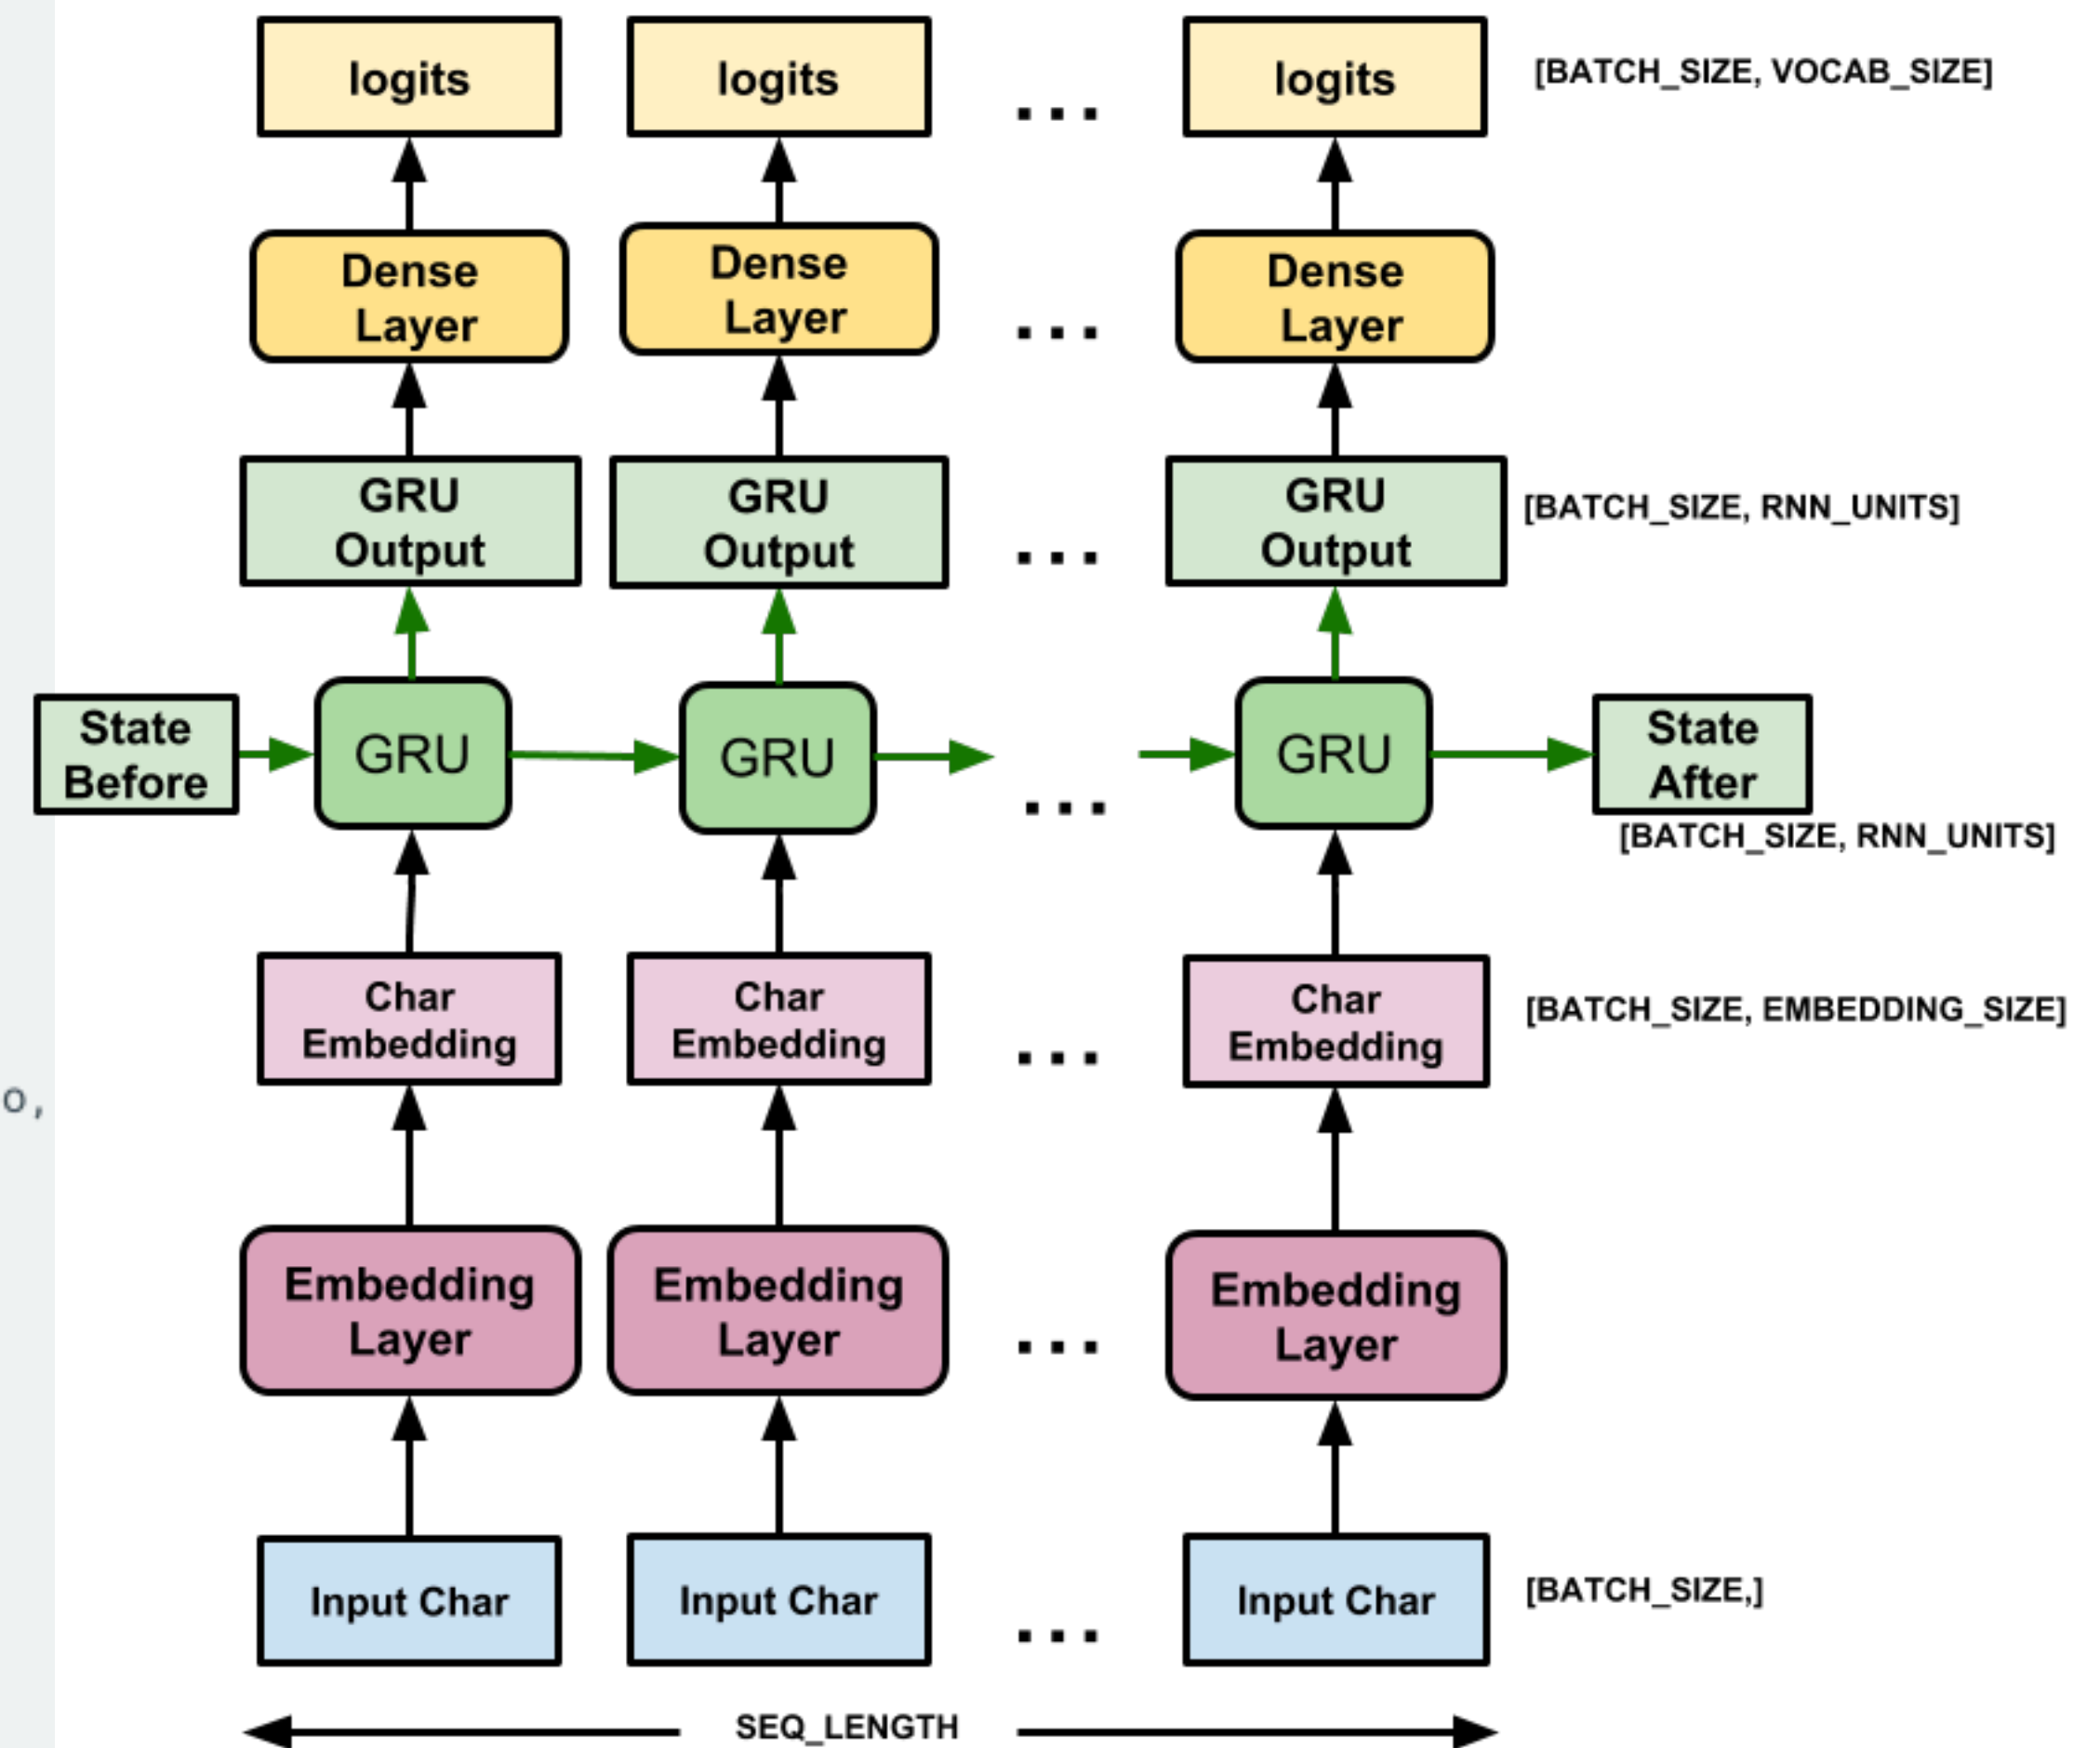 logits logits logits [BATCH_SIZE, VOCAB_SIZE]
...
Dense Dense Dense
Layer Layer Layer
...
GRU GRU GRU [BATCH_SIZE, RNN_UNITS]
Output Output Output
...
State GRU GRU GRU State
Before After
...
[BATCH_SIZE, RNN_UNITS]
Char Char Char [BATCH_SIZE, EMBEDDING_SIZE]
Embedding Embedding Embedding
...
o,
Embedding Embedding Embedding
Layer Layer Layer
...
Input Char Input Char Input Char [BATCH_SIZE,]
...
SEQ_LENGTH